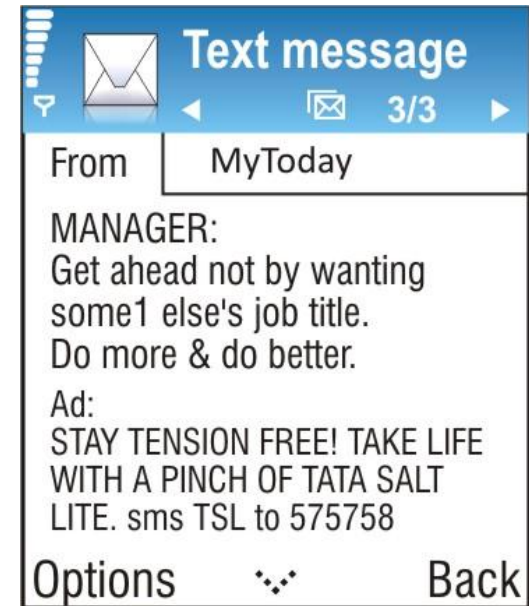 Text message
3/3
From MyToday
MANAGER:
Get ahead not by wanting
some1 else's job title.
Do more & do better.
Ad:
STAY TENSION FREE! TAKE LIFE
WITH A PINCH OF TATA SALT
LITE. sms TSL to 575758
Options Back